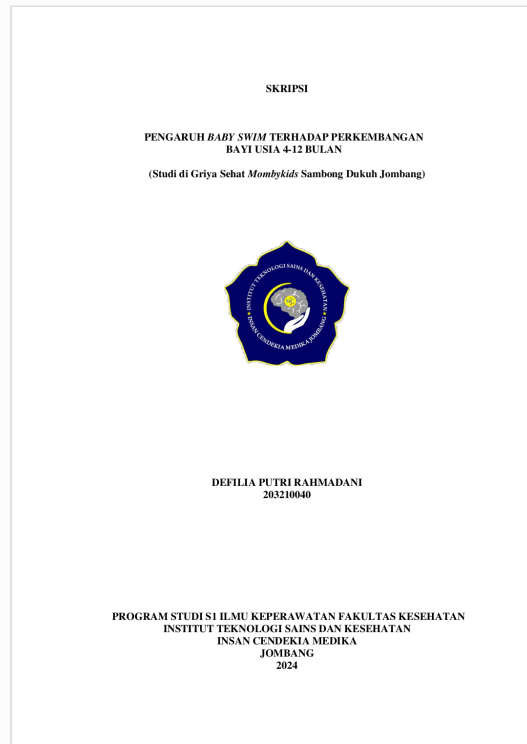 SKRIPSI
PENGARUH BABY SWIM TERHADAP PERKEMBANGAN
BAYI USIA 4-12 BULAN
(Studi di Griya Sehat Mombykids Sambong Dukuh Jombang)
INSTITUT TEKNOLOGI SAINS DAN KESEHATAN
INSAN CENDEKIA MEDIKA JOMBANG
DEFILIA PUTRI RAHMADANI
203210040
PROGRAM STUDI S1 ILMU KEPERAWATAN FAKULTAS KESEHATAN
INSTITUT TEKNOLOGI SAINS DAN KESEHATAN
INSAN CENDEKIA MEDIKA
JOMBANG
2024